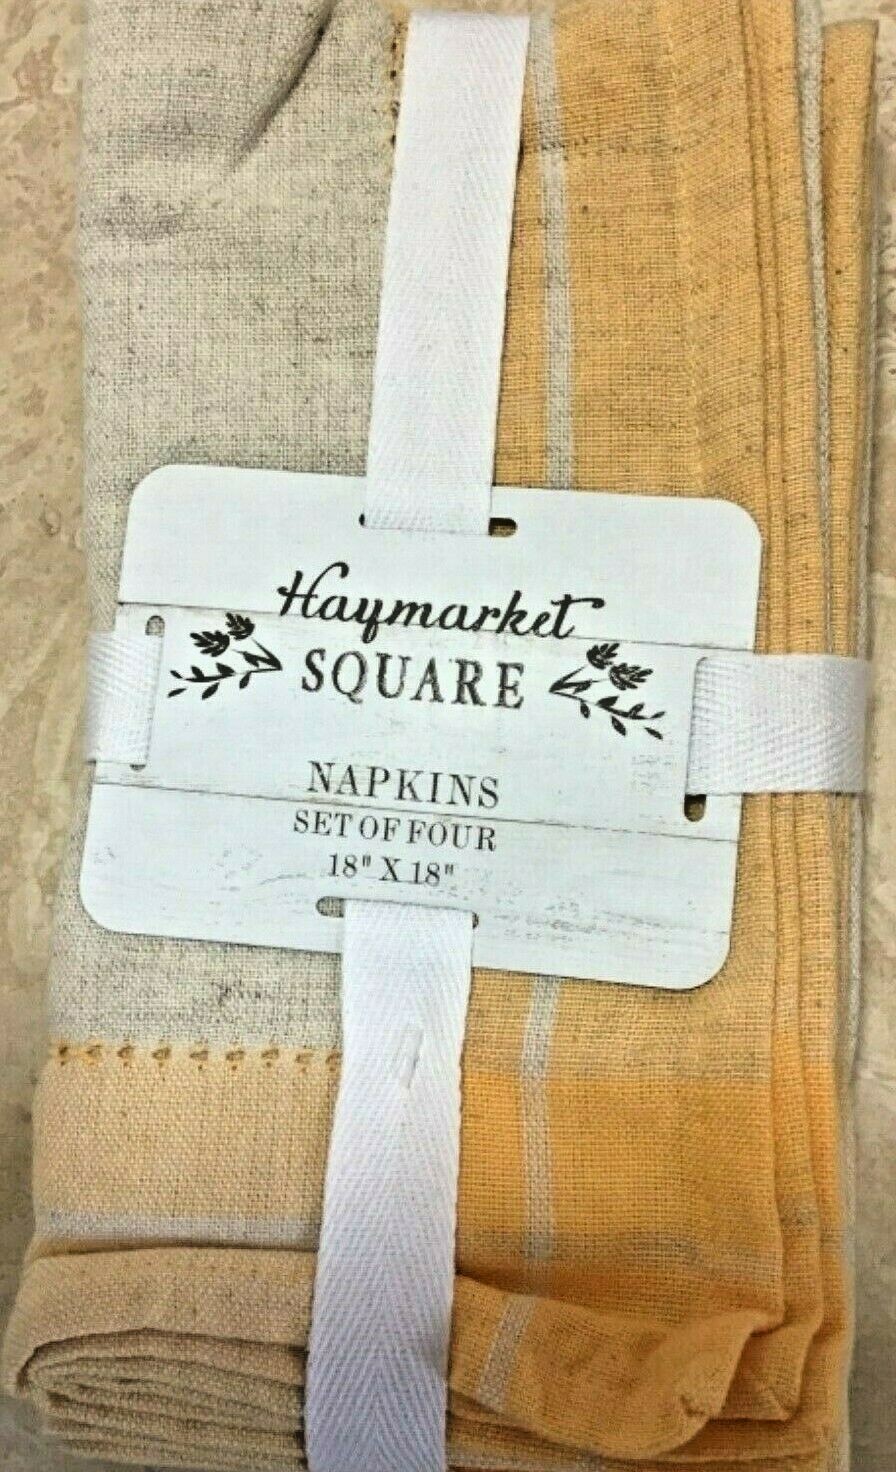 Haymarket
SQUARE
NAPKINS
SET OF FOUR
18" X 18"